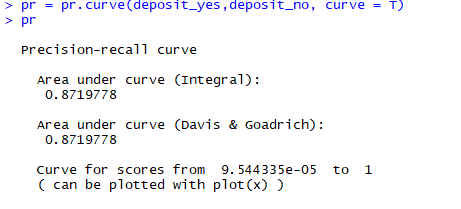 > pr = pr.curve(deposit_yes,deposit_no, curve = T)
> pr
Precision-recall curve
Area under curve (Integral):
0.8719778
Area under curve (Davis & Goadrich):
0.8719778
Curve for scores from 9.544335e-05 to 1
( can be plotted with plot(x) )